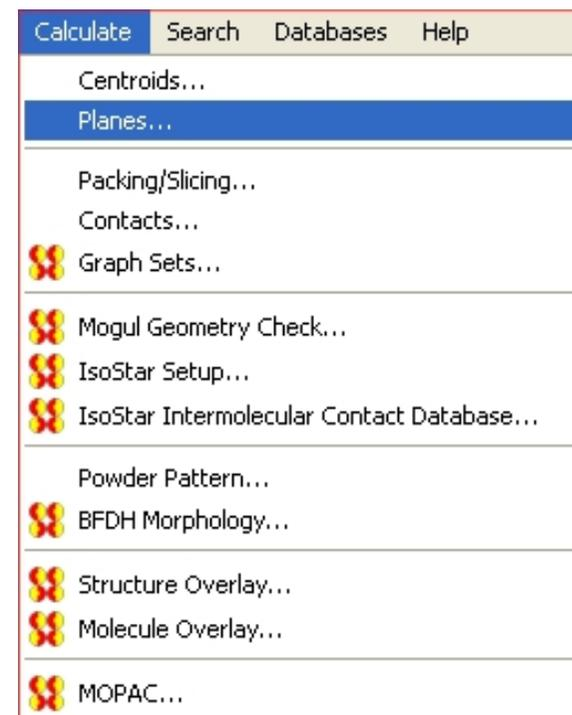 Calculate Search Databases Help
Centroids...
Planes...
Packing/Slicing...
Contacts...
Graph Sets...
Mogul Geometry Check...
IsoStar Setup...
IsoStar Intermolecular Contact Database...
Powder Pattern...
BFDH Morphology...
Structure Overlay...
Molecule Overlay...
MOPAC...